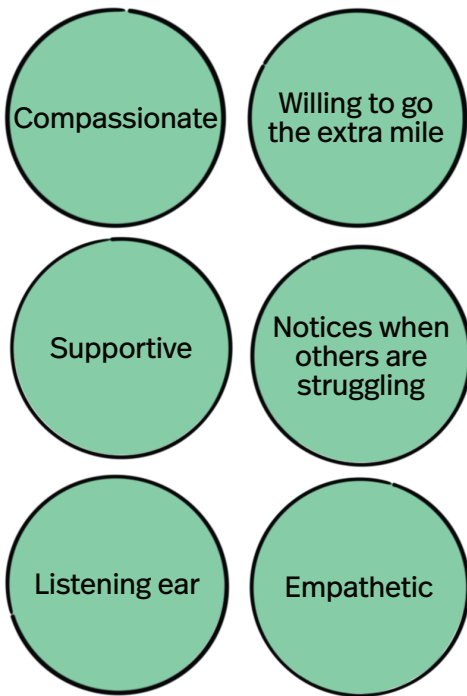 Compassionate
Willing to go
the extra mile
Supportive
Notices when
others are
struggling
Listening ear
Empathetic